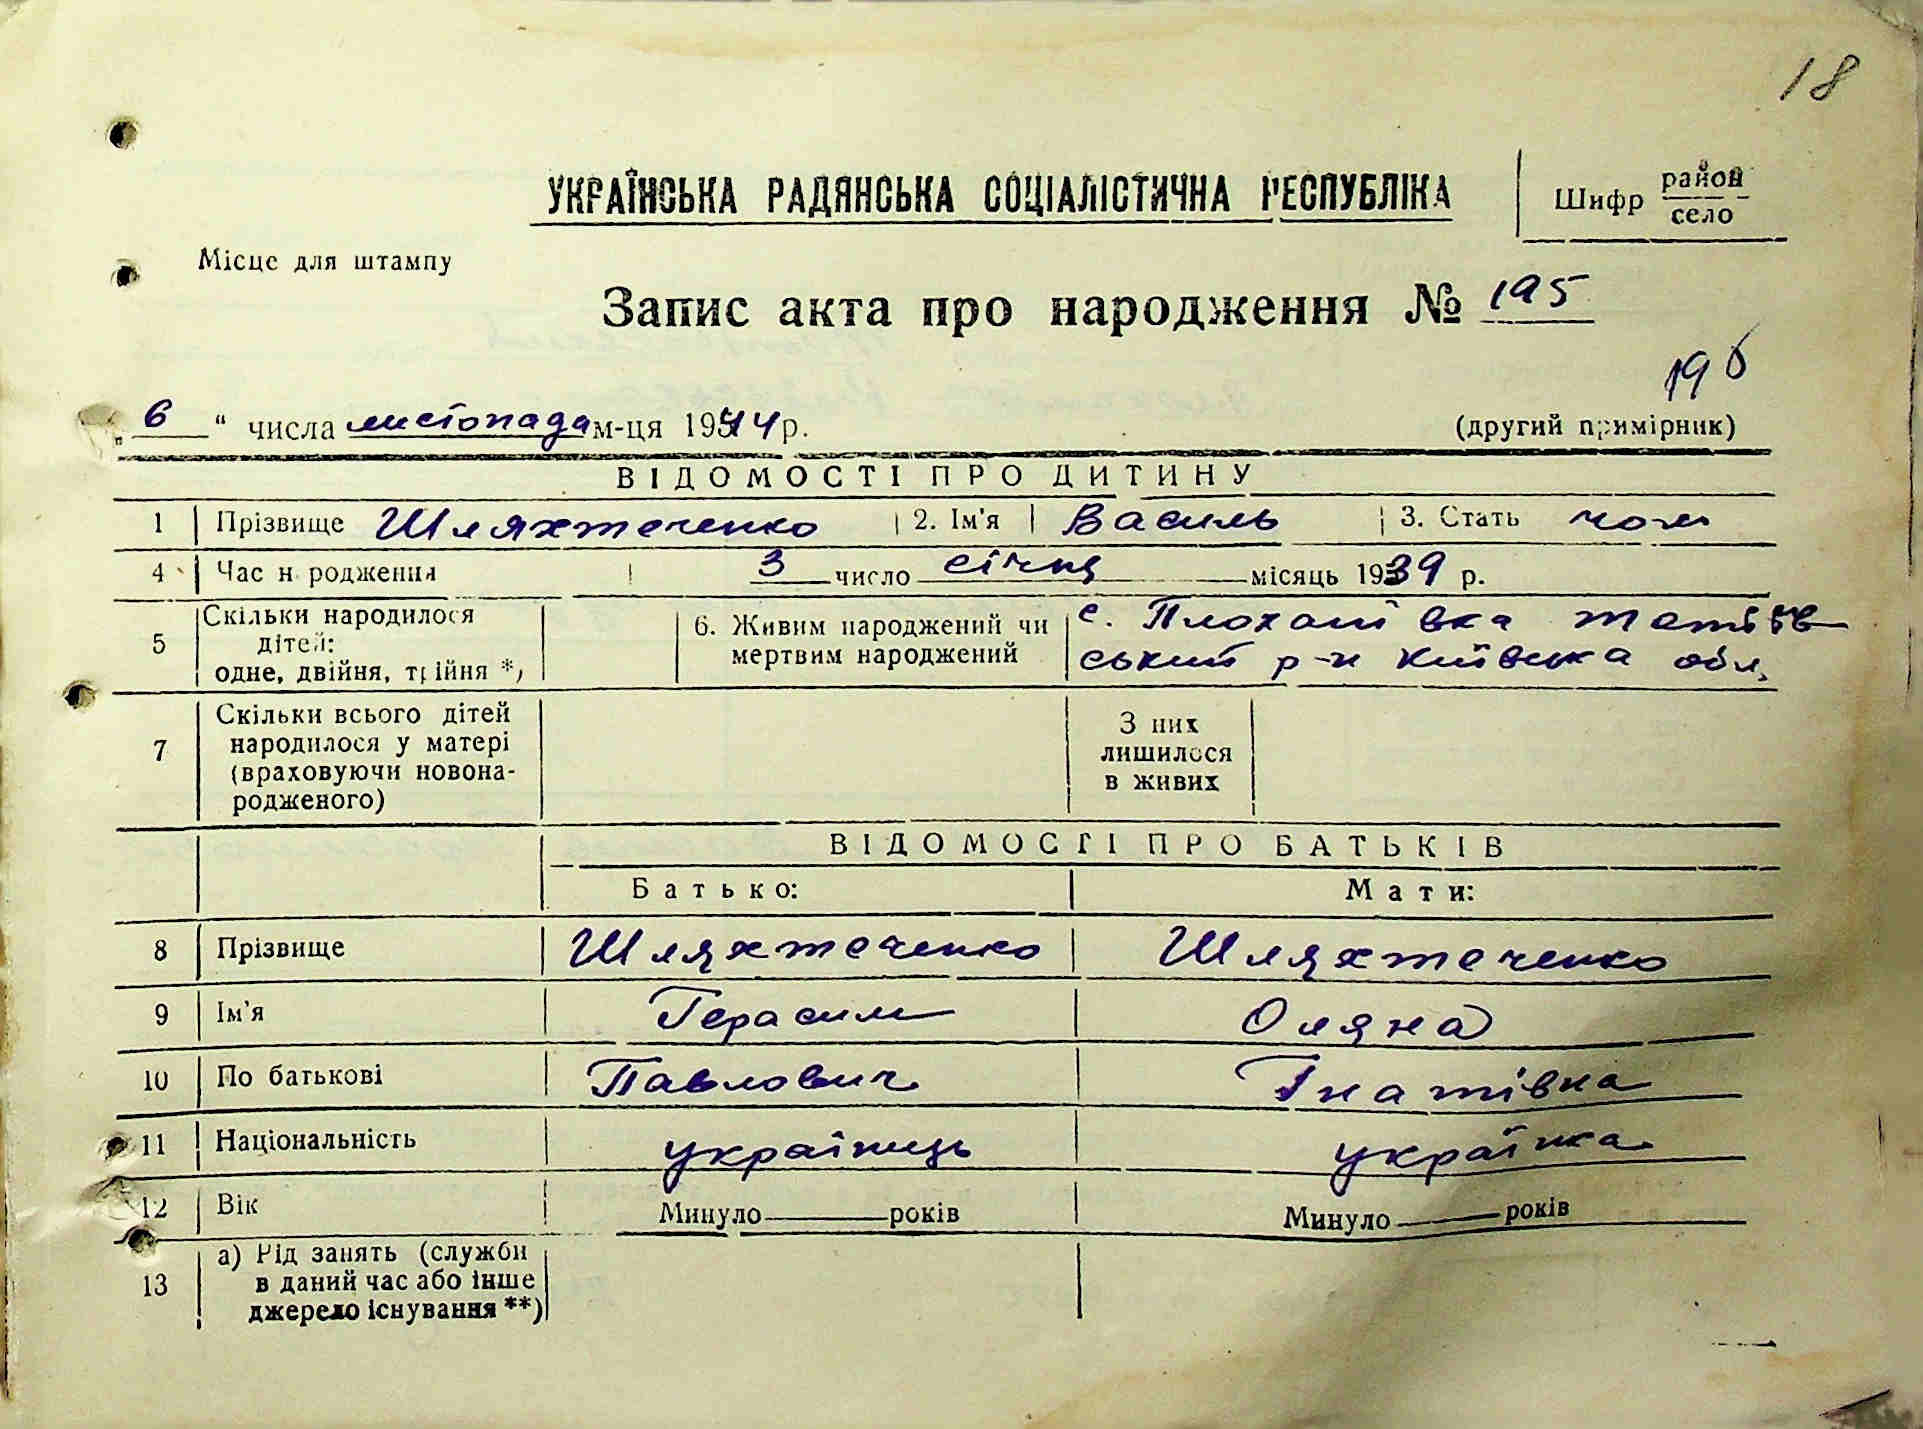 18
УКРАЇНСЬКА РАДЯНСЬКА СОЦІАЛІСТИЧНА РЕСПУБЛІКА
Шифр район
село
Місце для штампу
Запис акта про народження № 195
196
„6“ числа листопада м-ця 1944 р.
(другий примірник)
ВІДОМОСТІ ПРО ДИТИНУ
1 Прізвище Шляхтеченко 2. Ім'я Василь 3. Стать чол
4 Час народження 3 число січня місяць 1939 р.
5 Скільки народилося дітей: одне, двійня, трійня *) 6. Живим народжений чи мертвим народжений с. Плоханівка
ський р-н Київська обл.
7 Скільки всього дітей народилося у матері (враховуючи новонародженого) З них лишилося в живих
ВІДОМОСТІ ПРО БАТЬКІВ
Батько: Мати:
8 Прізвище Шляхтеченко Шляхтеченко
9 Ім'я Герасим Оляна
10 По батькові Павлович Гнатівна
11 Національність українець українка
12 Вік Минуло ——— років Минуло ——— років
13 а) Рід занять (служби
в даний час або інше
джерело існування **)